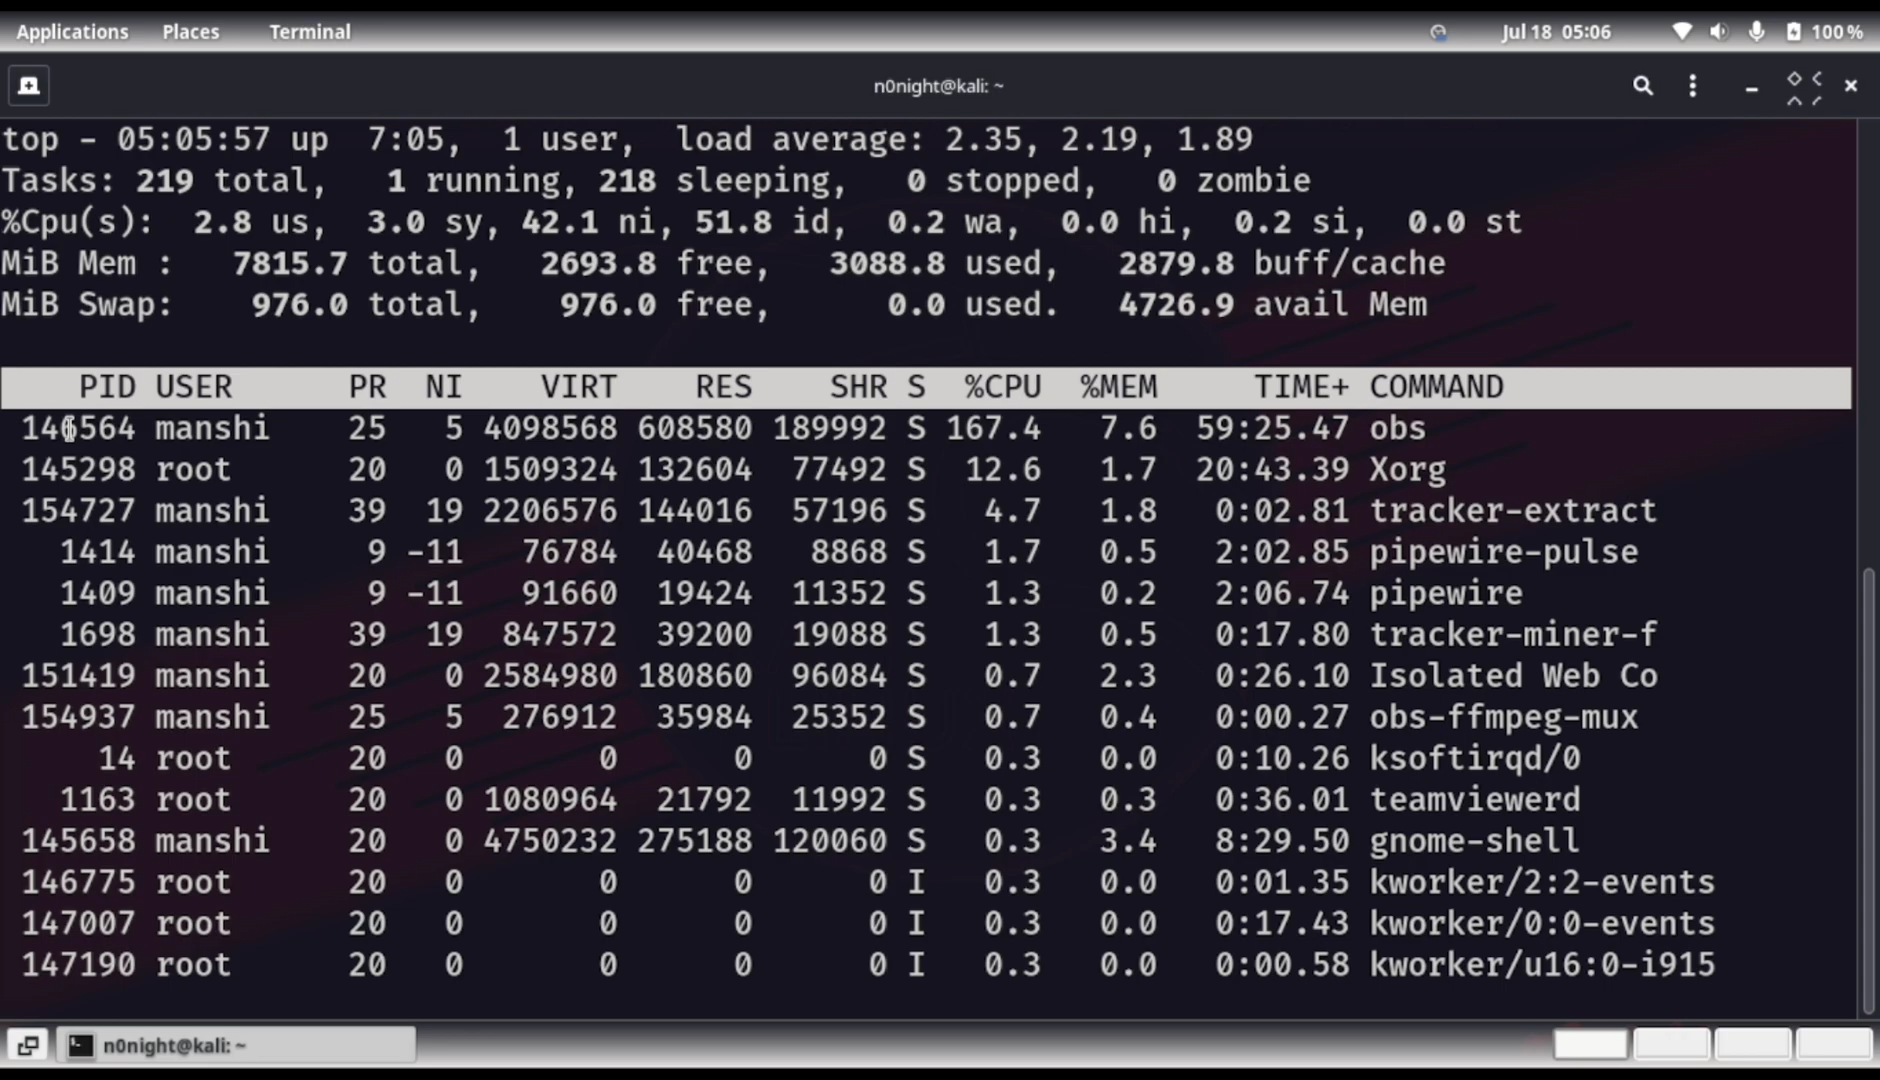 Applications Places Terminal Jul 18 05:06 100 %
n0night@kali: ~
top - 05:05:57 up 7:05, 1 user, load average: 2.35, 2.19, 1.89
Tasks: 219 total, 1 running, 218 sleeping, 0 stopped, 0 zombie
%Cpu(s): 2.8 us, 3.0 sy, 42.1 ni, 51.8 id, 0.2 wa, 0.0 hi, 0.2 si, 0.0 st
MiB Mem : 7815.7 total, 2693.8 free, 3088.8 used, 2879.8 buff/cache
MiB Swap: 976.0 total, 976.0 free, 0.0 used. 4726.9 avail Mem
PID USER PR NI VIRT RES SHR S %CPU %MEM TIME+ COMMAND
146564 manshi 25 5 4098568 608580 189992 S 167.4 7.6 59:25.47 obs
145298 root 20 0 1509324 132604 77492 S 12.6 1.7 20:43.39 Xorg
154727 manshi 39 19 2206576 144016 57196 S 4.7 1.8 0:02.81 tracker-extract
1414 manshi 9 -11 76784 40468 8868 S 1.7 0.5 2:02.85 pipewire-pulse
1409 manshi 9 -11 91660 19424 11352 S 1.3 0.2 2:06.74 pipewire
1698 manshi 39 19 847572 39200 19088 S 1.3 0.5 0:17.80 tracker-miner-f
151419 manshi 20 0 2584980 180860 96084 S 0.7 2.3 0:26.10 Isolated Web Co
154937 manshi 25 5 276912 35984 25352 S 0.7 0.4 0:00.27 obs-ffmpeg-mux
14 root 20 0 0 0 0 S 0.3 0.0 0:10.26 ksoftirqd/0
1163 root 20 0 1080964 21792 11992 S 0.3 0.3 0:36.01 teamviewerd
145658 manshi 20 0 4750232 275188 120060 S 0.3 3.4 8:29.50 gnome-shell
146775 root 20 0 0 0 0 I 0.3 0.0 0:01.35 kworker/2:2-events
147007 root 20 0 0 0 0 I 0.3 0.0 0:17.43 kworker/0:0-events
147190 root 20 0 0 0 0 I 0.3 0.0 0:00.58 kworker/u16:0-i915
n0night@kali: ~